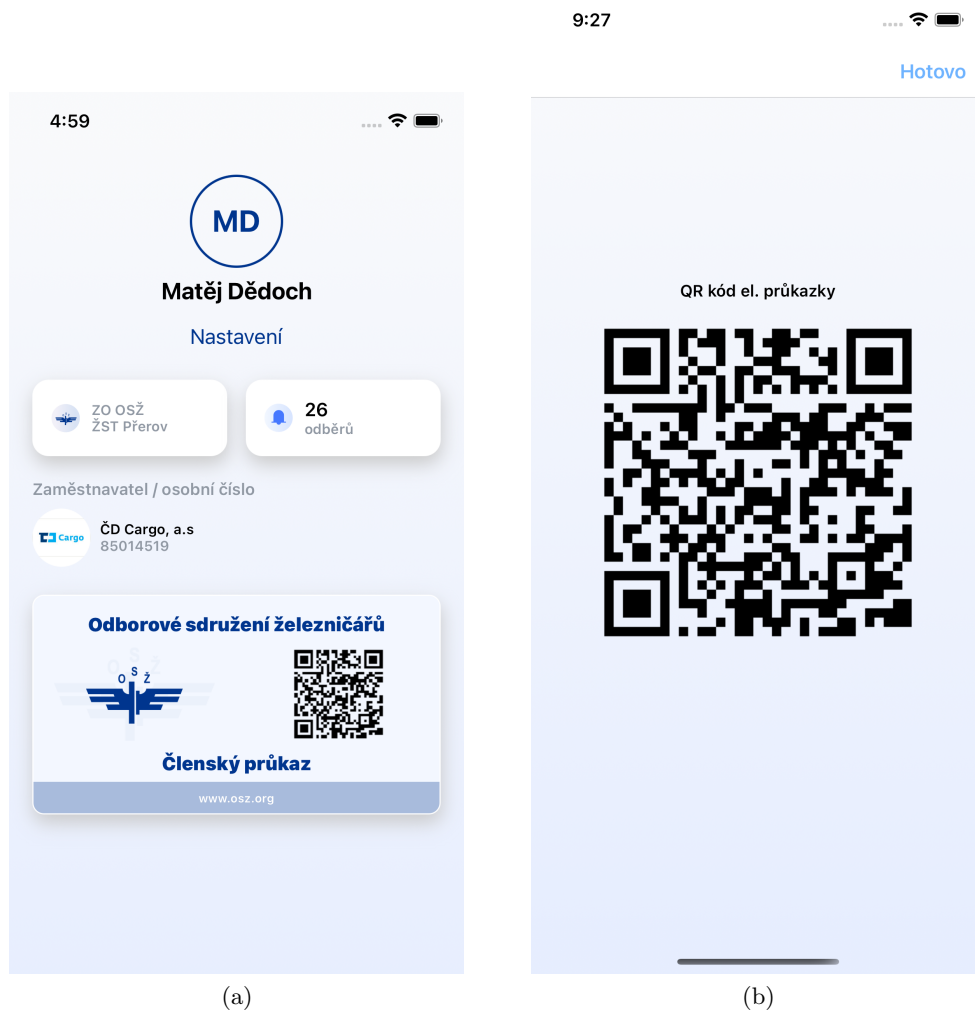 4:59
MD
Matěj Dědoch
Nastavení
ZO OSŽ
ŽST Přerov
26
odběrů
Zaměstnavatel / osobní číslo
Cargo
ČD Cargo, a.s
85014519
Odborové sdružení železničářů
O S Ž
O S Ž
Členský průkaz
www.osz.org
(a)
9:27
Hotovo
QR kód el. průkazky
(b)